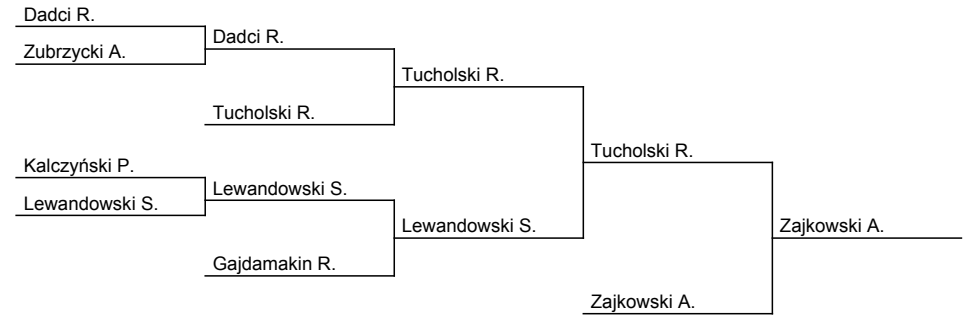 Dadci R.
Zubrzycki A.
Dadci R.
Tucholski R.
Tucholski R.
Kalczyński P.
Lewandowski S.
Lewandowski S.
Gajdamakin R.
Lewandowski S.
Tucholski R.
Zajkowski A.
Zajkowski A.